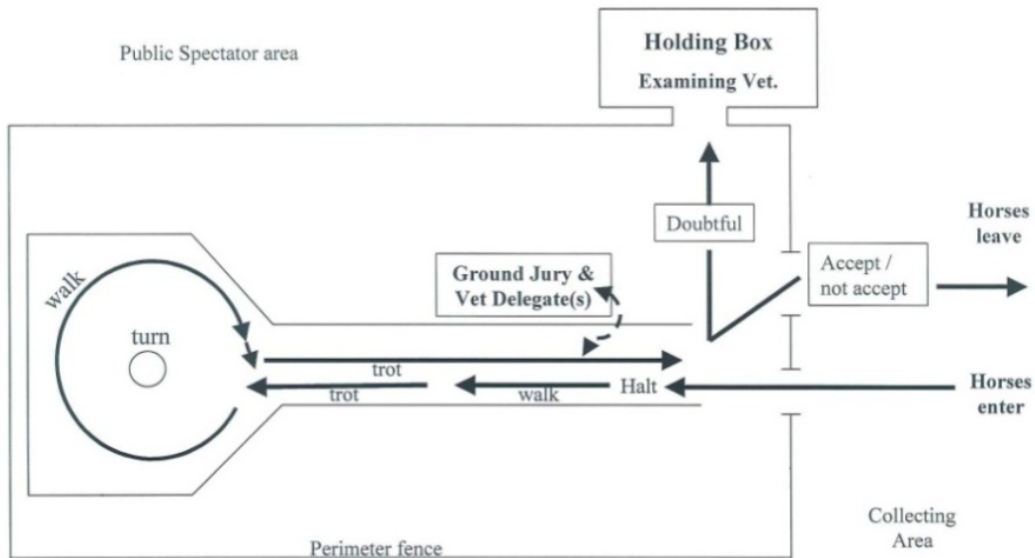 Public Spectator area
Holding Box
Examining Vet.
Doubtful
Horses
leave
Accept /
not accept
Ground Jury &
Vet Delegate(s)
walk
turn
trot
trot
walk
Halt
Horses
enter
Collecting
Area
Perimeter fence